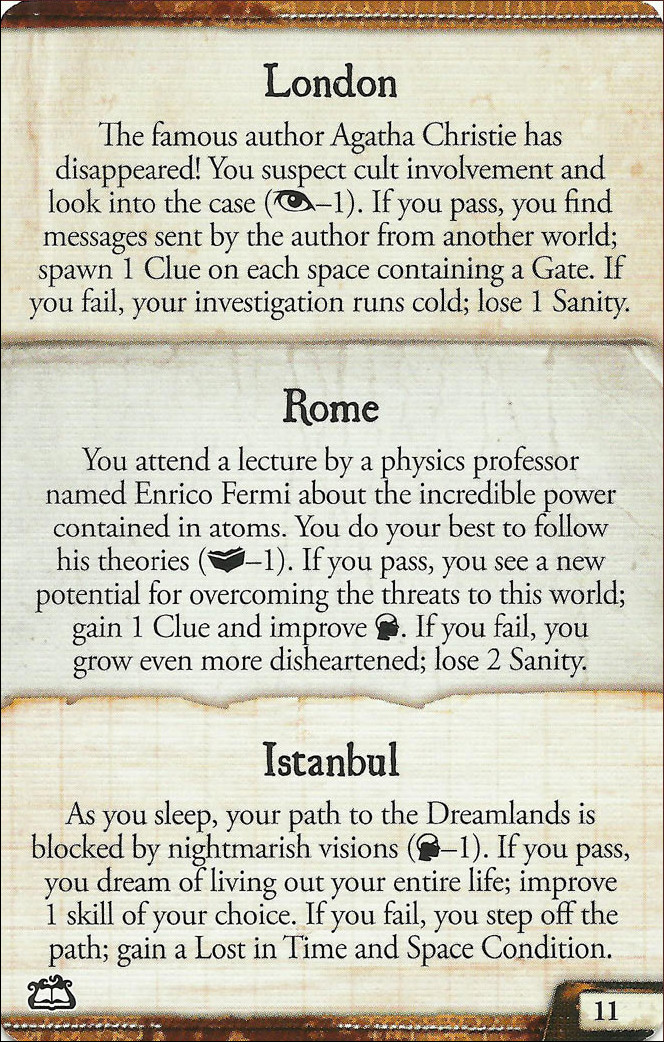 London
The famous author Agatha Christie has
disappeared! You suspect cult involvement and
look into the case (–1). If you pass, you find
messages sent by the author from another world;
spawn 1 Clue on each space containing a Gate. If
you fail, your investigation runs cold; lose 1 Sanity.
Rome
You attend a lecture by a physics professor
named Enrico Fermi about the incredible power
contained in atoms. You do your best to follow
his theories (–1). If you pass, you see a new
potential for overcoming the threats to this world;
gain 1 Clue and improve . If you fail, you
grow even more disheartened; lose 2 Sanity.
Istanbul
As you sleep, your path to the Dreamlands is
blocked by nightmarish visions (–1). If you pass,
you dream of living out your entire life; improve
1 skill of your choice. If you fail, you step off the
path; gain a Lost in Time and Space Condition.
11